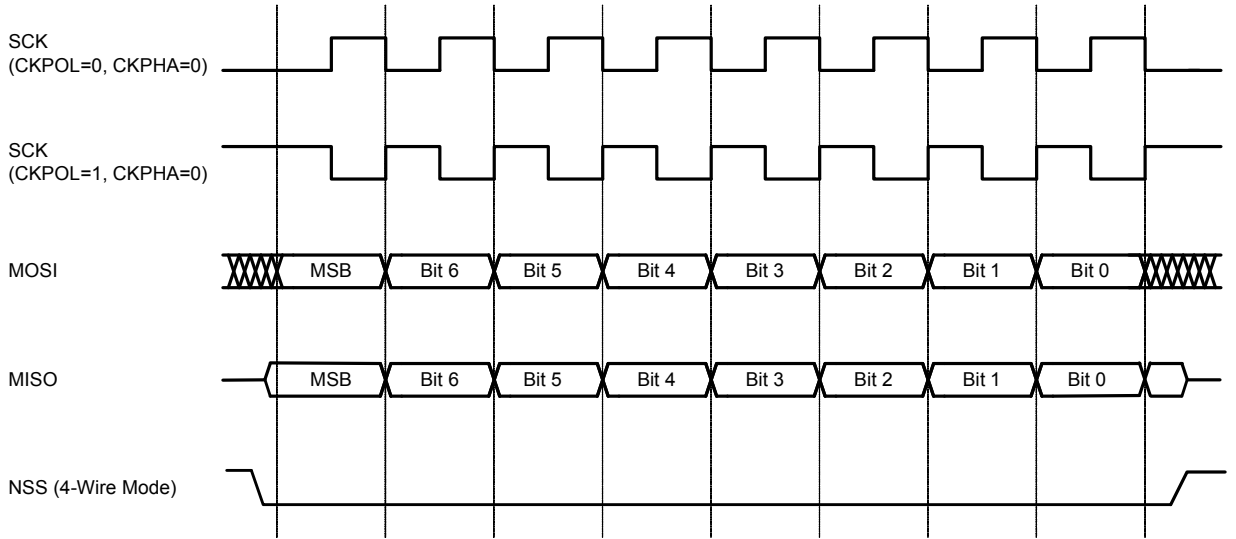 SCK
(CKPOL=0, CKPHA=0)
SCK
(CKPOL=1, CKPHA=0)
MOSI MSB Bit 6 Bit 5 Bit 4 Bit 3 Bit 2 Bit 1 Bit 0
MISO MSB Bit 6 Bit 5 Bit 4 Bit 3 Bit 2 Bit 1 Bit 0
NSS (4-Wire Mode)